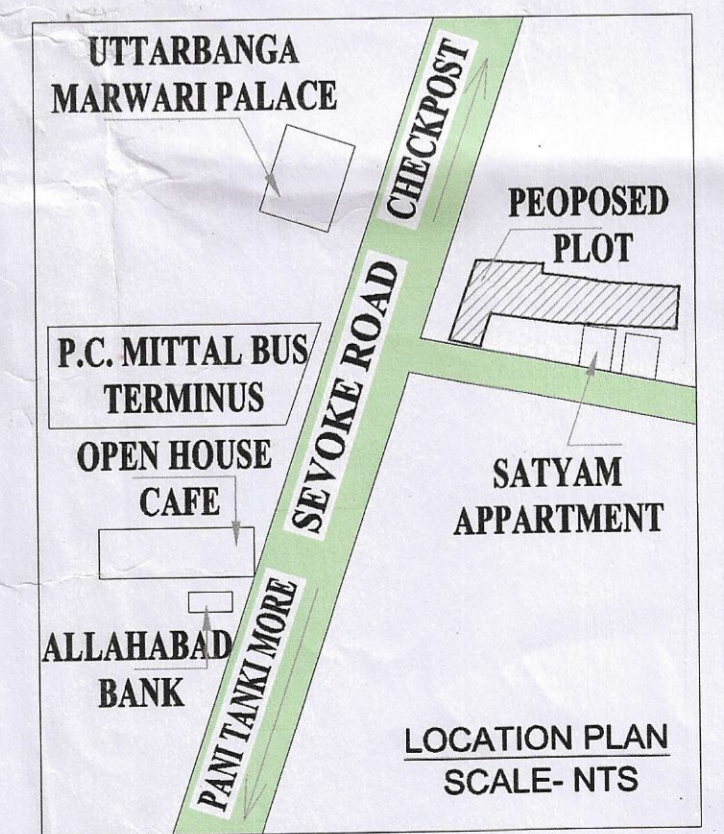 UTTARBANGA
MARWARI PALACE
CHECKPOST
PEOPOSED
PLOT
SEVOKE ROAD
P.C. MITTAL BUS
TERMINUS
OPEN HOUSE
CAFE
SATYAM
APPARTMENT
ALLAHABAD
BANK
PANI TANKI MORE
LOCATION PLAN
SCALE- NTS